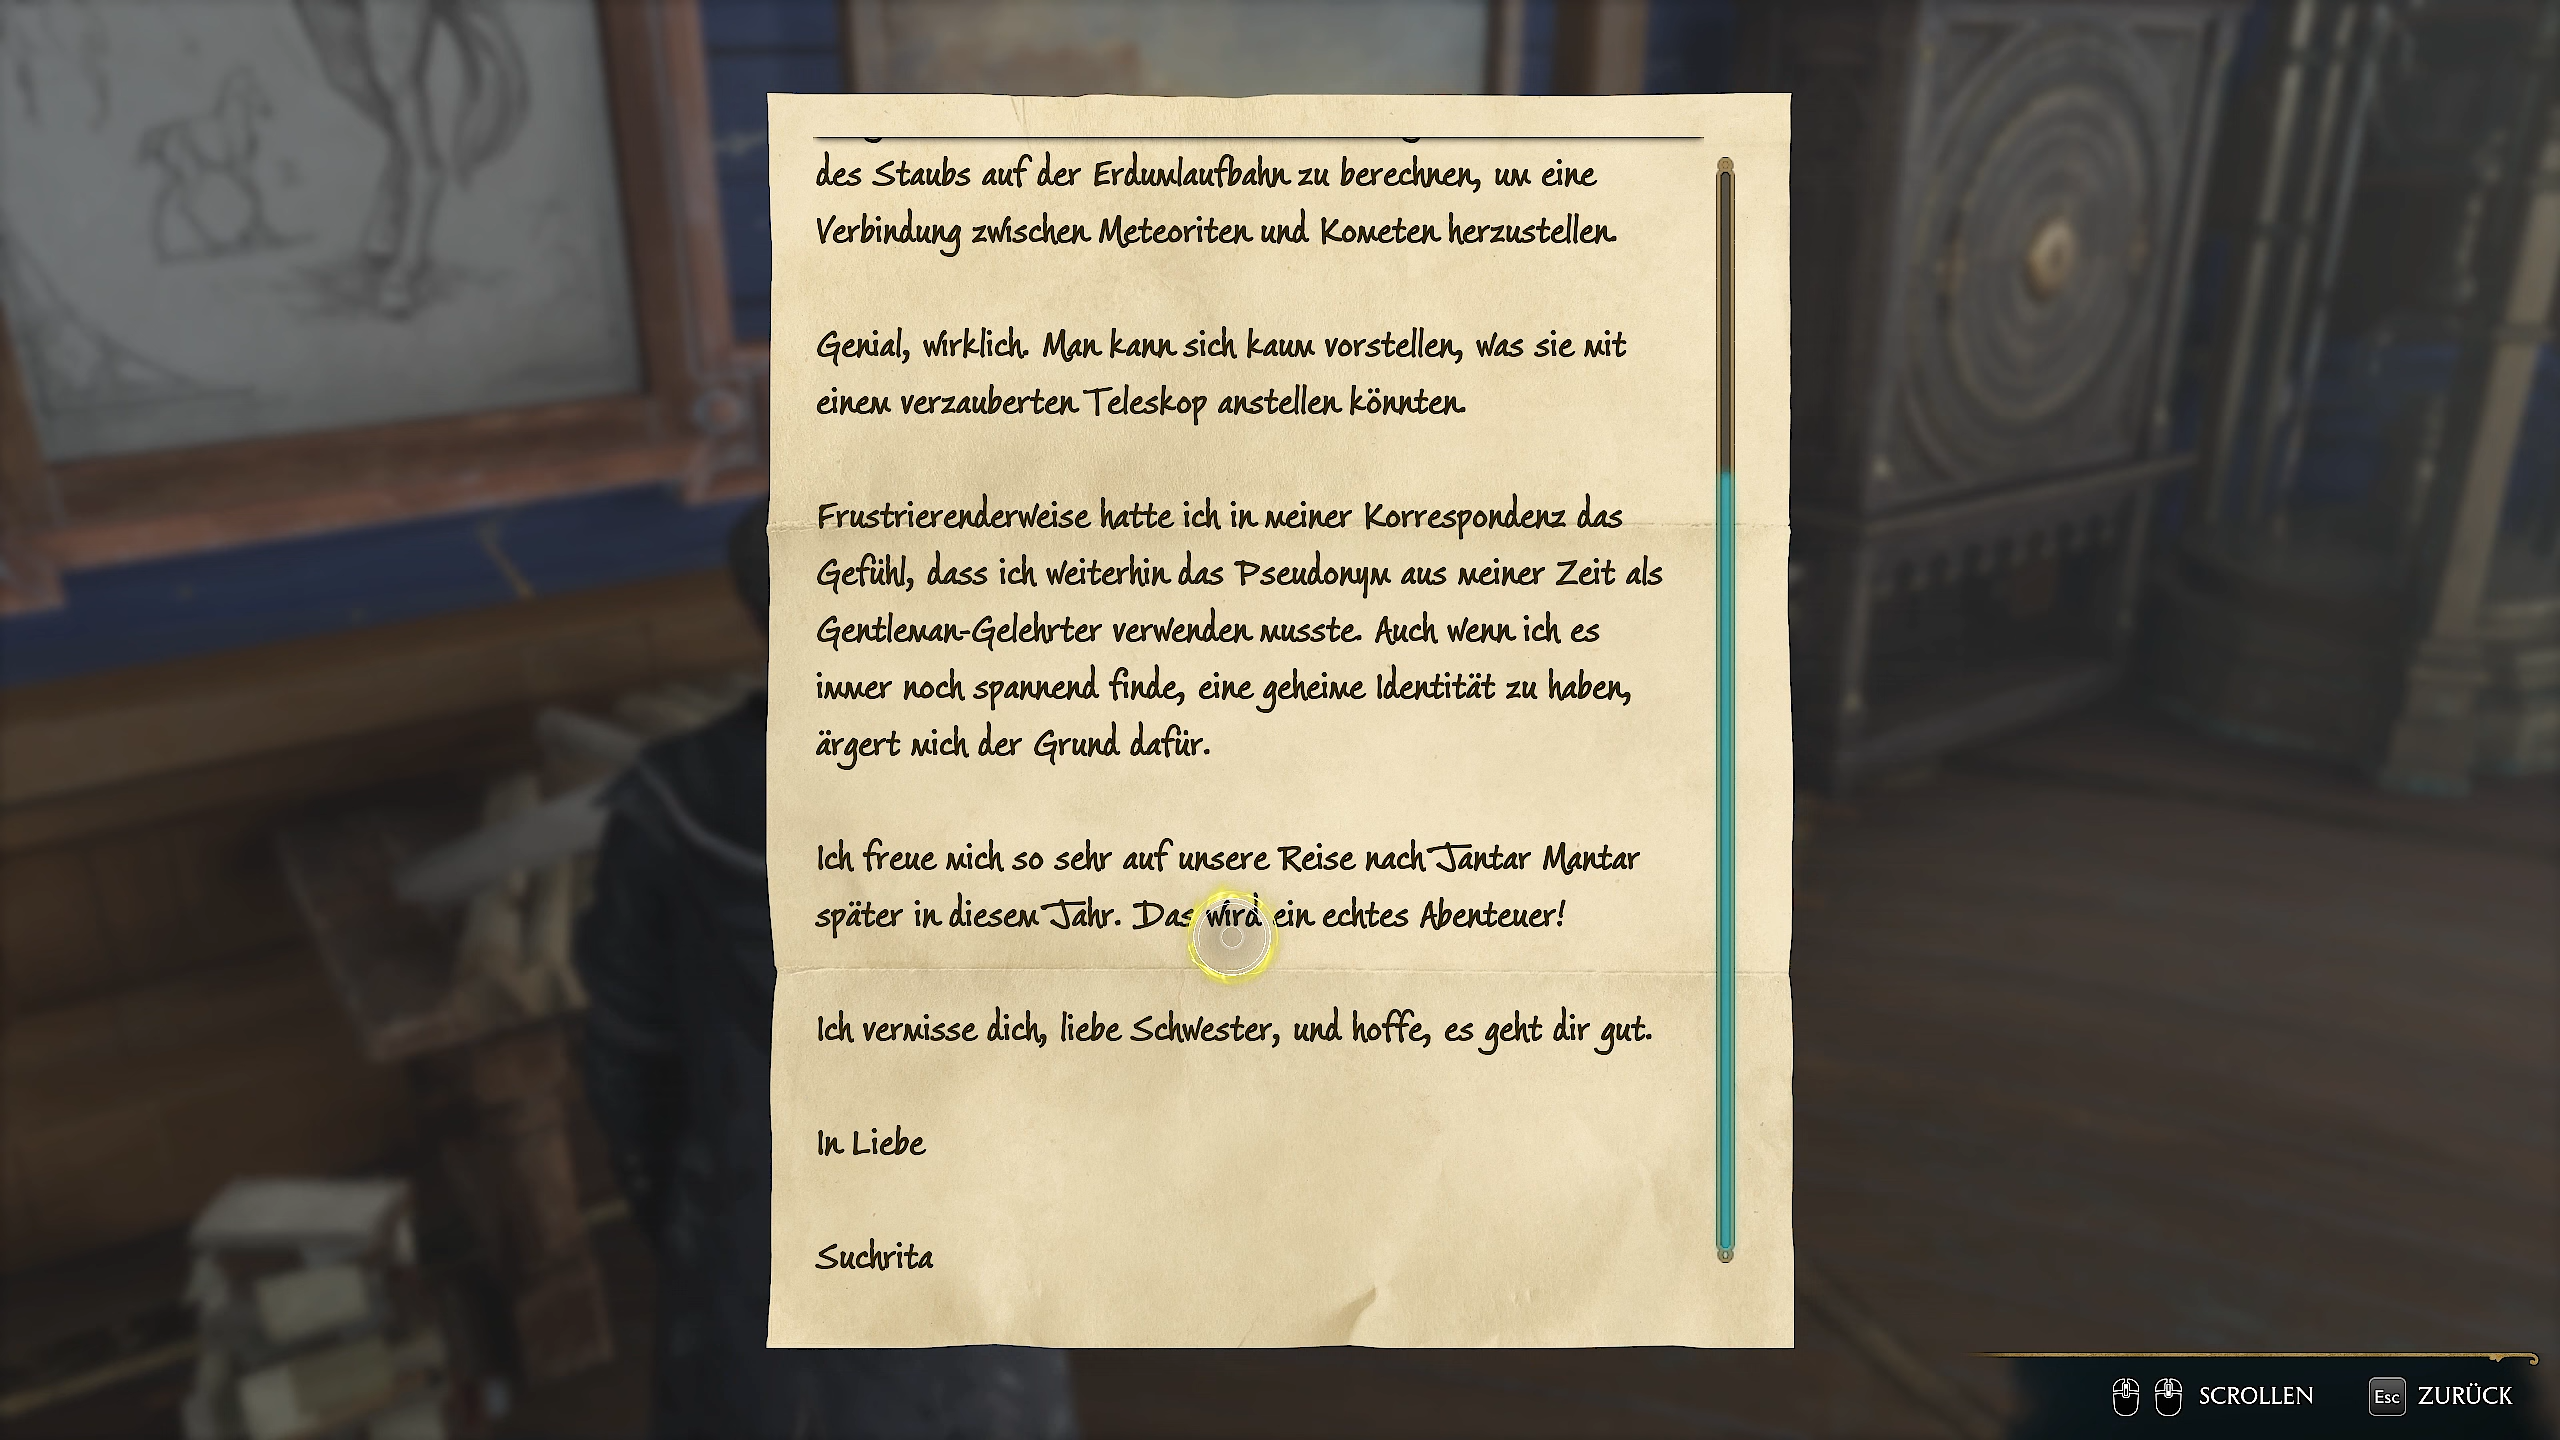 des Staubs auf der Erdumlaufbahn zu berechnen, um eine
Verbindung zwischen Meteoriten und Kometen herzustellen.
Genial, wirklich. Man kann sich kaum vorstellen, was sie mit
einem verzauberten Teleskop anstellen könnten.
Frustrierenderweise hatte ich in meiner Korrespondenz das
Gefühl, dass ich weiterhin das Pseudonym aus meiner Zeit als
Gentleman-Gelehrter verwenden musste. Auch wenn ich es
immer noch spannend finde, eine geheime Identität zu haben,
ärgert mich der Grund dafür.
Ich freue mich so sehr auf unsere Reise nach Jantar Mantar
später in diesem Jahr. Das wird ein echtes Abenteuer!
Ich vermisse dich, liebe Schwester, und hoffe, es geht dir gut.
In Liebe
Suchrita
SCROLLEN
Esc ZURÜCK